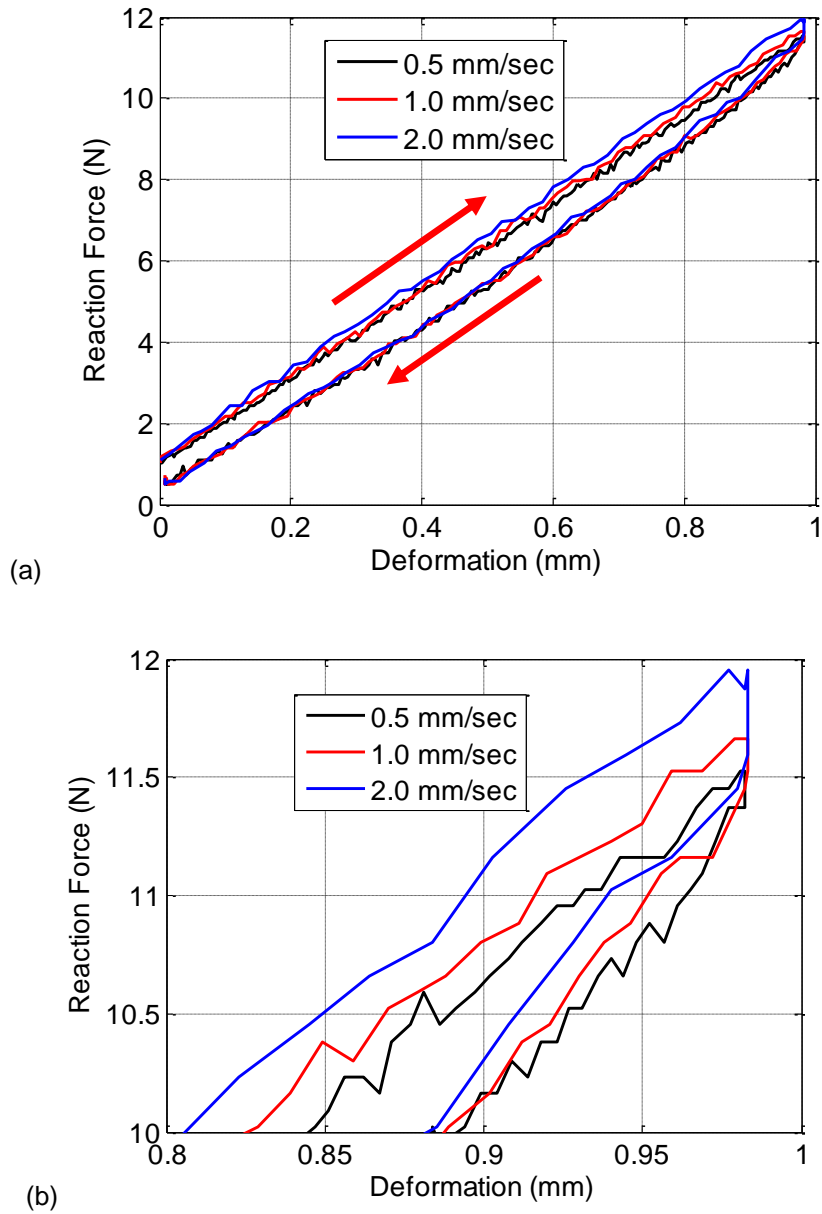 12
10
8
6
4
2
0
Reaction Force (N)
0.5 mm/sec
1.0 mm/sec
2.0 mm/sec
0 0.2 0.4 0.6 0.8 1
Deformation (mm)
(a)
12
11.5
11
10.5
10
Reaction Force (N)
0.5 mm/sec
1.0 mm/sec
2.0 mm/sec
0.8 0.85 0.9 0.95 1
Deformation (mm)
(b)